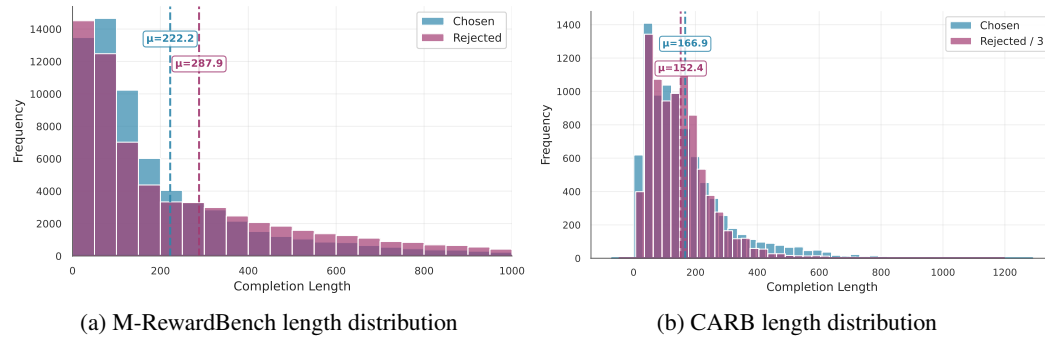 14000
12000
10000
8000
6000
4000
2000
0
Frequency
0 200 400 600 800 1000
Completion Length
μ=222.2
μ=287.9
Chosen
Rejected
(a) M-RewardBench length distribution
1400
1200
1000
800
600
400
200
0
Frequency
0 200 400 600 800 1000 1200
Completion Length
μ=166.9
μ=152.4
Chosen
Rejected / 3
(b) CARB length distribution